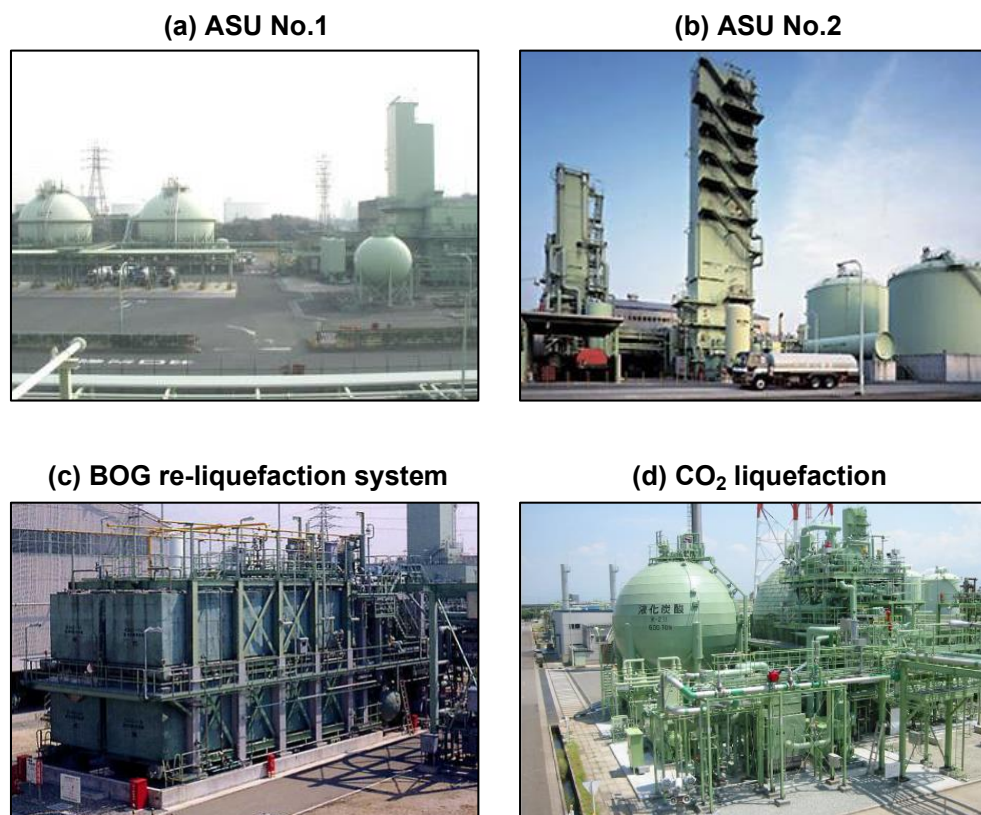 (a) ASU No.1
(b) ASU No.2
(c) BOG re-liquefaction system
(d) CO₂ liquefaction
液化炭酸